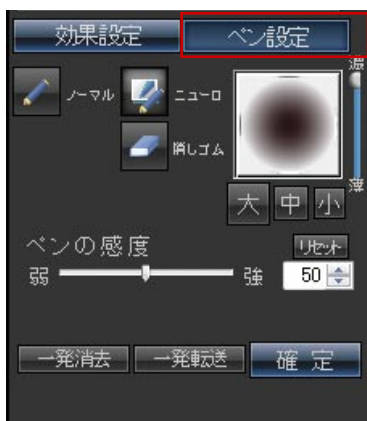 効果設定 ペン設定
濃
ノーマル ニューロ
消しゴム
薄
大 中 小
ペンの感度 リセット
弱 強 50
一発消去 一発転送 確定